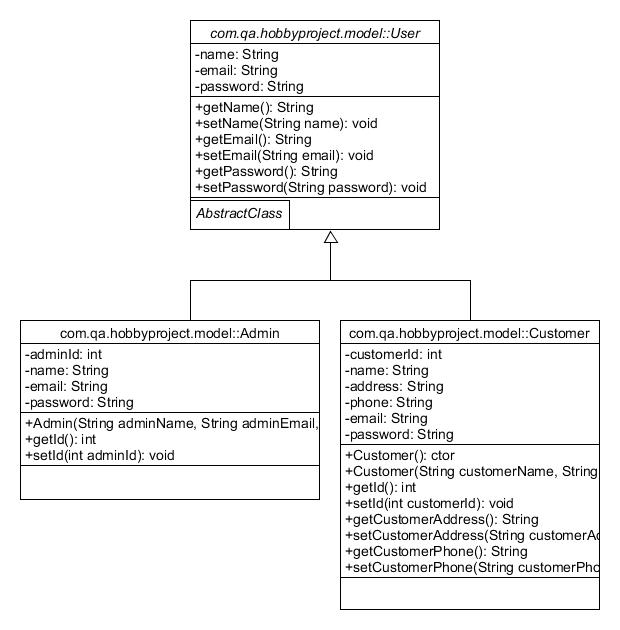 com.qa.hobbyproject.model::User
-name: String
-email: String
-password: String
+getName(): String
+setName(String name): void
+getEmail(): String
+setEmail(String email): void
+getPassword(): String
+setPassword(String password): void
AbstractClass
com.qa.hobbyproject.model::Admin
-adminId: int
-name: String
-email: String
-password: String
+Admin(String adminName, String adminEmail,
+getId(): int
+setId(int adminId): void
com.qa.hobbyproject.model::Customer
-customerId: int
-name: String
-address: String
-phone: String
-email: String
-password: String
+Customer(): ctor
+Customer(String customerName, String
+getId(): int
+setId(int customerId): void
+getCustomerAddress(): String
+setCustomerAddress(String customerAd
+getCustomerPhone(): String
+setCustomerPhone(String customerPho